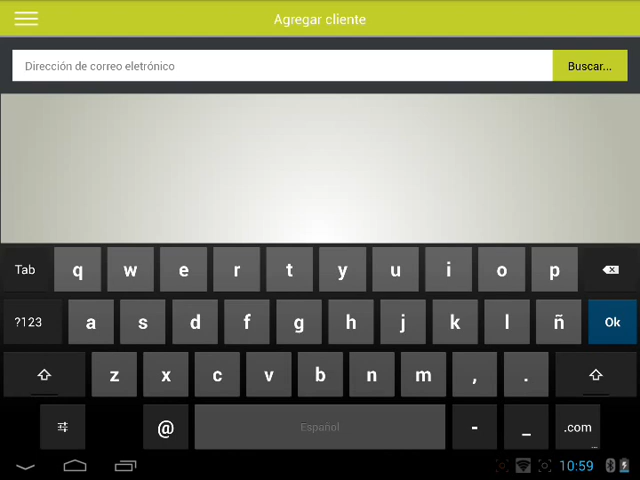 Agregar cliente
Dirección de correo eletrónico
Buscar...
Tab q w e r t y u i o p
?123 a s d f g h j k l ñ Ok
z x c v b n m , .
@ Español - _ .com
...
10:59